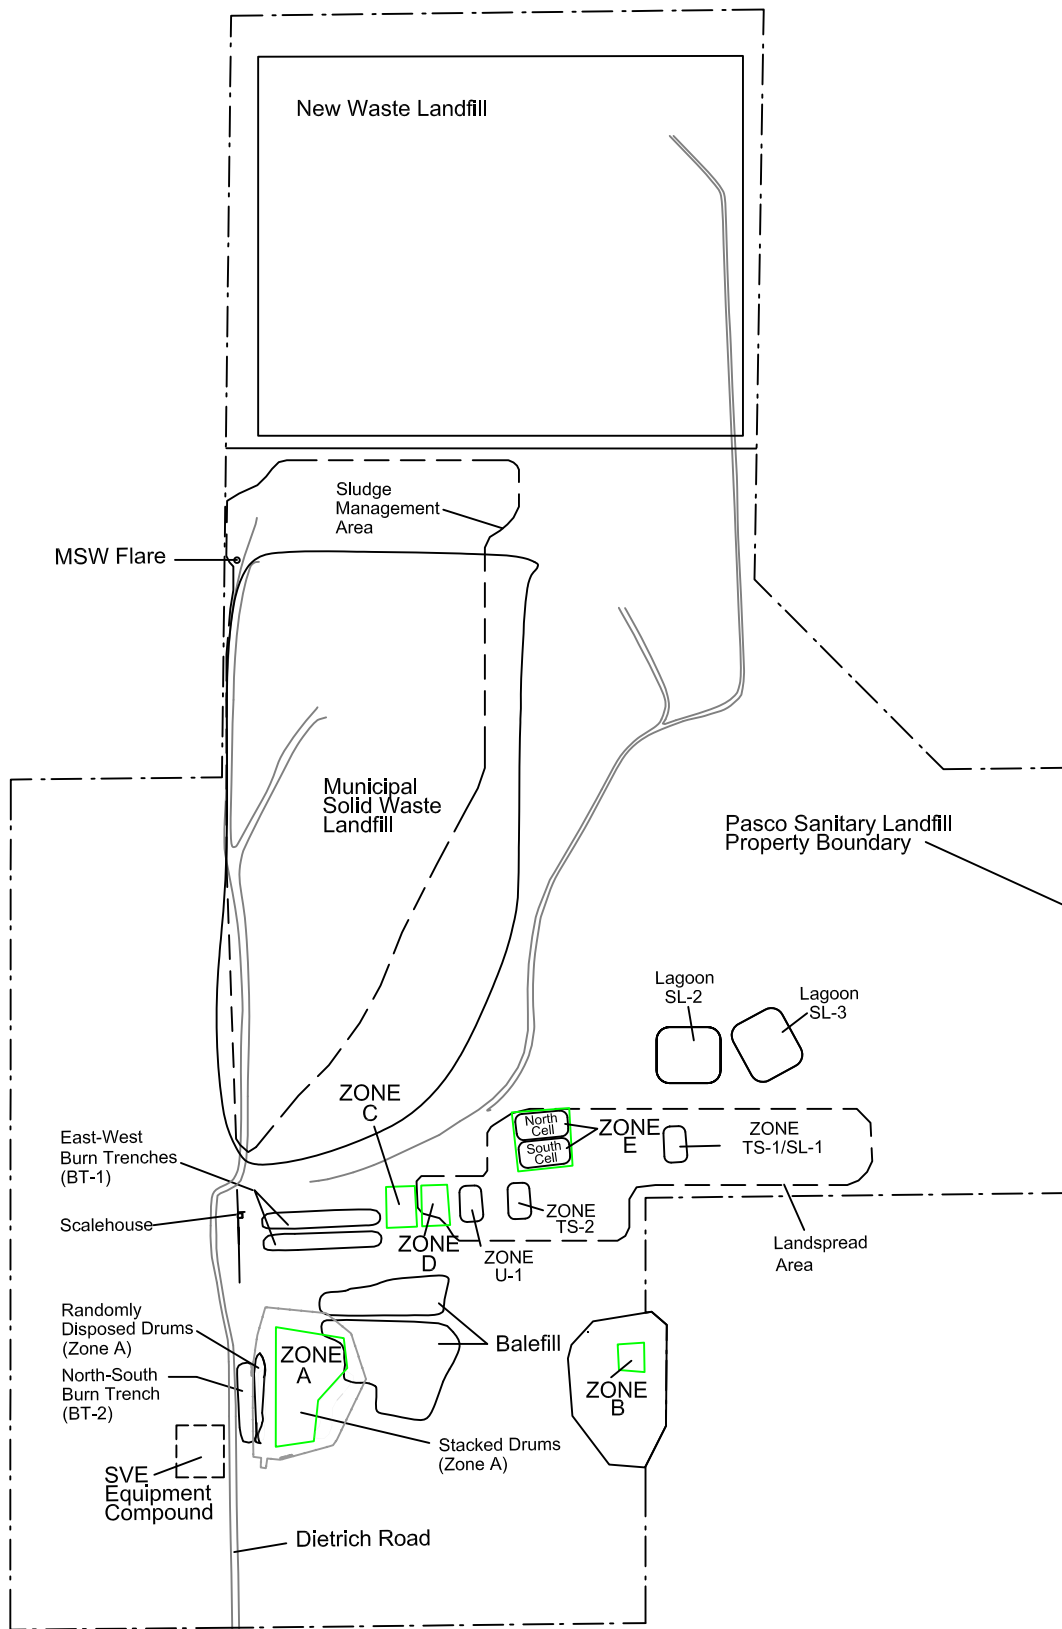 New Waste Landfill
Sludge
Management
Area
MSW Flare
Municipal
Solid Waste
Landfill
Pasco Sanitary Landfill
Property Boundary
Lagoon
SL-2
Lagoon
SL-3
ZONE
C
North
Cell
South
Cell
ZONE
E
ZONE
TS-1/SL-1
East-West
Burn Trenches
(BT-1)
Scalehouse
ZONE
D
ZONE
U-1
ZONE
TS-2
Landspread
Area
Randomly
Disposed Drums
(Zone A)
North-South
Burn Trench
(BT-2)
ZONE
A
Balefill
ZONE
B
Stacked Drums
(Zone A)
SVE
Equipment
Compound
Dietrich Road